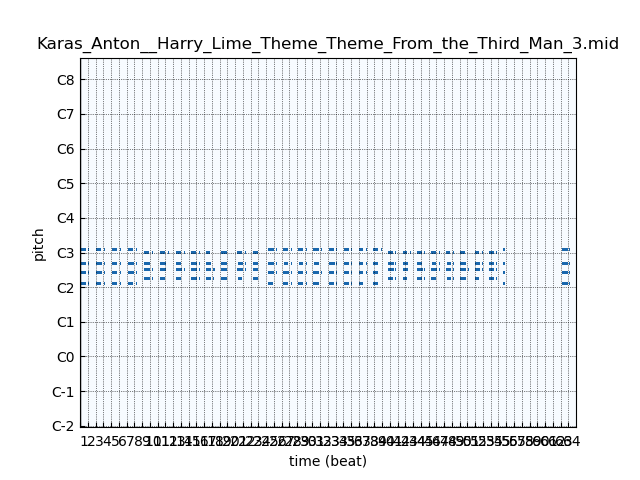 Karas_Anton__Harry_Lime_Theme_Theme_From_the_Third_Man_3.mid
C8
C7
C6
C5
C4
C3
C2
C1
C0
C-1
C-2
pitch
time (beat)